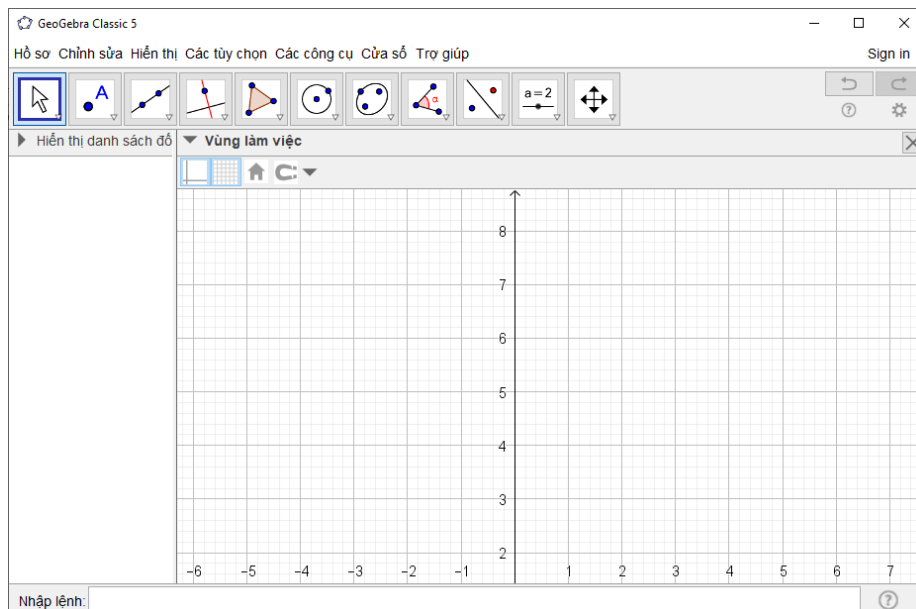 GeoGebra Classic 5
Hồ sơ Chỉnh sửa Hiển thị Các tùy chọn Các công cụ Cửa sổ Trợ giúp Sign in
A α a=2
Hiển thị danh sách đố Vùng làm việc
8
7
6
5
4
3
2
−6 −5 −4 −3 −2 −1 1 2 3 4 5 6 7
Nhập lệnh: